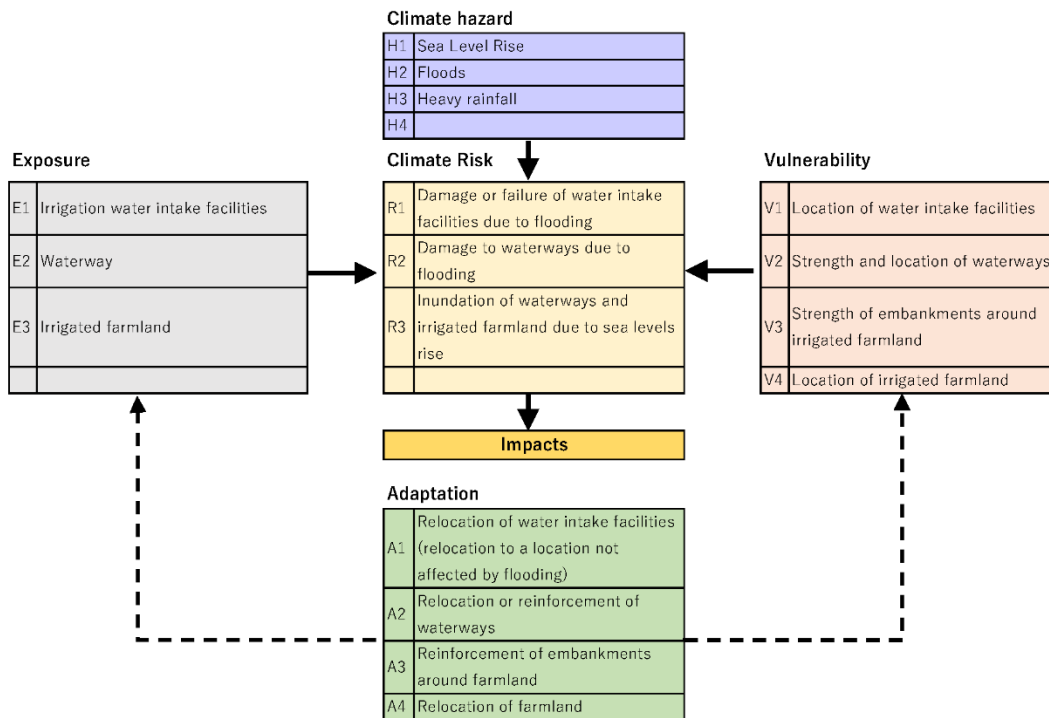 Climate hazard
H1 Sea Level Rise
H2 Floods
H3 Heavy rainfall
H4
Exposure
E1 Irrigation water intake facilities
E2 Waterway
E3 Irrigated farmland
Climate Risk
R1 Damage or failure of water intake
facilities due to flooding
R2 Damage to waterways due to
flooding
R3 Inundation of waterways and
irrigated farmland due to sea levels
rise
Vulnerability
V1 Location of water intake facilities
V2 Strength and location of waterways
V3 Strength of embankments around
irrigated farmland
V4 Location of irrigated farmland
Impacts
Adaptation
A1 Relocation of water intake facilities
(relocation to a location not
affected by flooding)
A2 Relocation or reinforcement of
waterways
A3 Reinforcement of embankments
around farmland
A4 Relocation of farmland